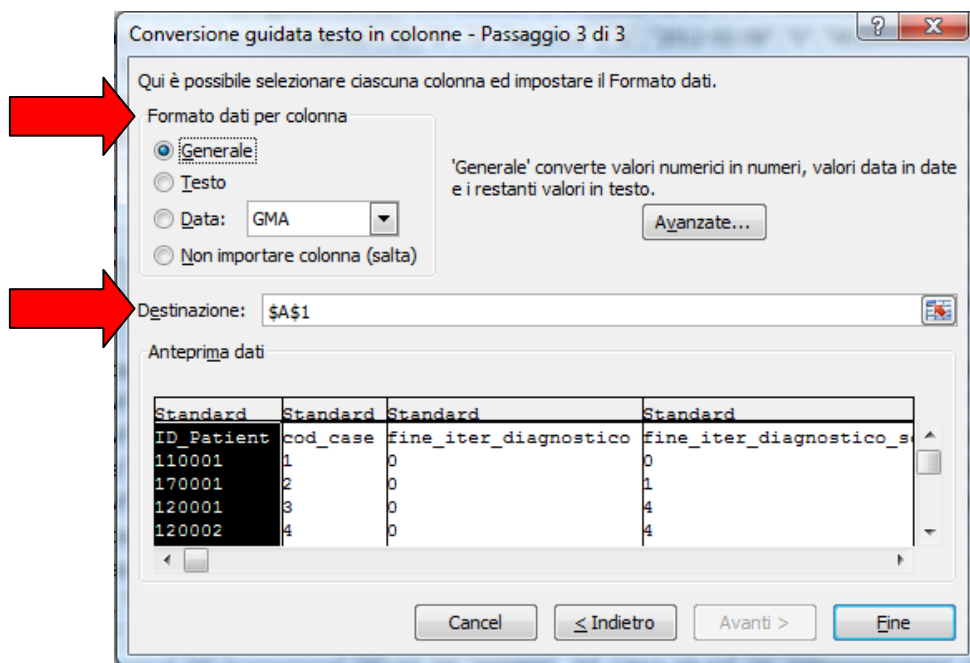 Conversione guidata testo in colonne - Passaggio 3 di 3
Qui è possibile selezionare ciascuna colonna ed impostare il Formato dati.
Formato dati per colonna
Generale
Testo
Data: GMA
Non importare colonna (salta)
'Generale' converte valori numerici in numeri, valori data in date
e i restanti valori in testo.
Avanzate...
Destinazione: $A$1
Anteprima dati
Standard Standard Standard Standard
ID_Patient cod_case fine_iter_diagnostico fine_iter_diagnostico_s
110001 1 0 0
170001 2 0 1
120001 3 0 4
120002 4 0 4
Cancel < Indietro Avanti > Fine